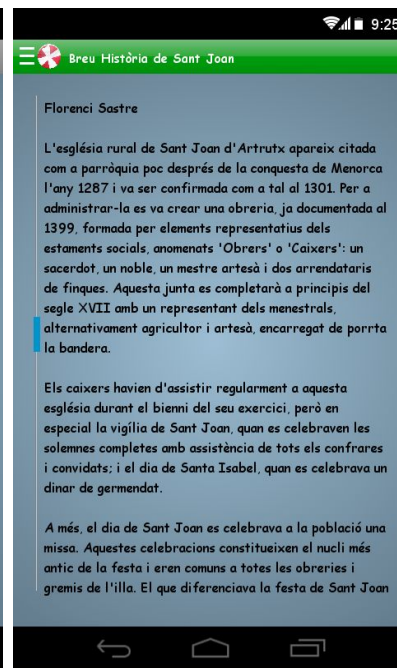 9:25
Breu Història de Sant Joan
Florenci Sastre
L'església rural de Sant Joan d'Artrutx apareix citada
com a parròquia poc després de la conquesta de Menorca
l'any 1287 i va ser confirmada com a tal al 1301. Per a
administrar-la es va crear una obreria, ja documentada al
1399, formada per elements representatius dels
estaments socials, anomenats 'Obrers' o 'Caixers': un
sacerdot, un noble, un mestre artesà i dos arrendataris
de finques. Aquesta junta es completarà a principis del
segle XVII amb un representant dels menestrals,
alternativament agricultor i artesà, encarregat de porrta
la bandera.
Els caixers havien d'assistir regularment a aquesta
església durant el bienni del seu exercici, però en
especial la vigília de Sant Joan, quan es celebraven les
solemnes completes amb assistència de tots els confrares
i convidats; i el dia de Santa Isabel, quan es celebrava un
dinar de germendat.
A més, el dia de Sant Joan es celebrava a la població una
missa. Aquestes celebracions constitueixen el nucli més
antic de la festa i eren comuns a totes les obreries i
gremis de l'illa. El que diferenciava la festa de Sant Joan